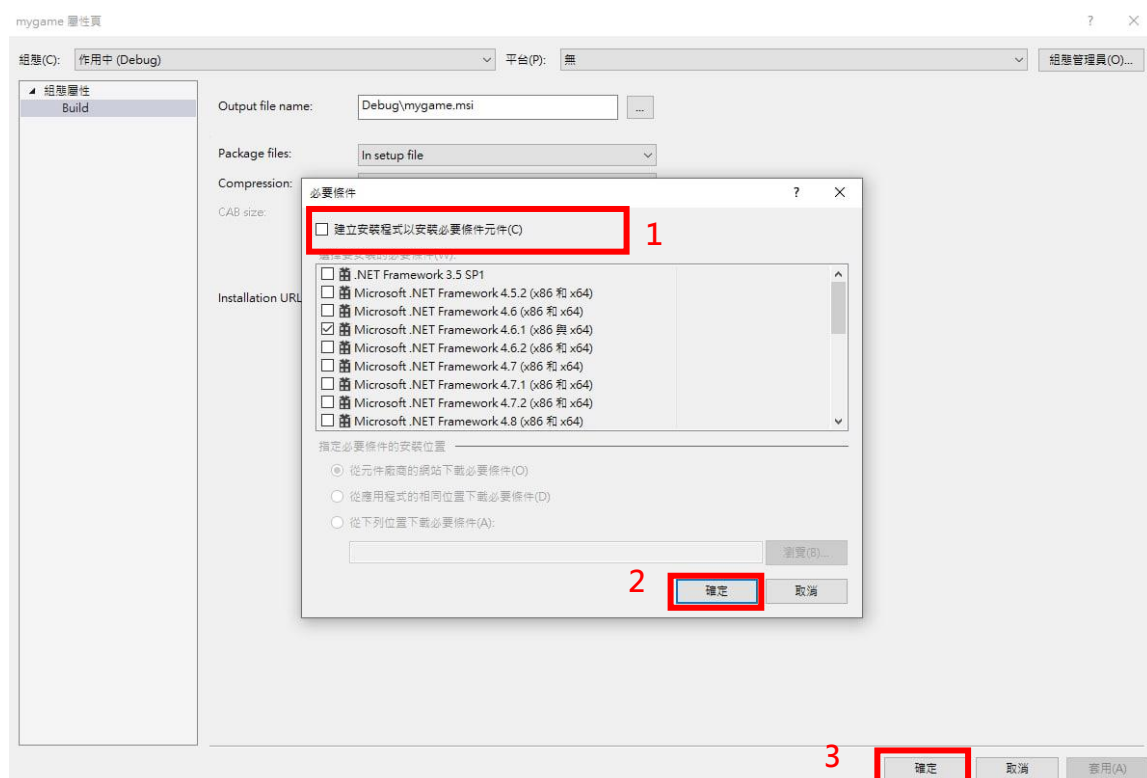 mygame 屬性頁
? ×
組態(C): 作用中 (Debug) 平台(P): 無 組態管理員(O)...
組態屬性
Build
Output file name: Debug\mygame.msi ...
Package files: In setup file
Compression:
CAB size:
Installation URL
必要條件 ? ×
建立安裝程式以安裝必要條件元件(C) 1
選擇要安裝的必要條件(W):
.NET Framework 3.5 SP1
Microsoft .NET Framework 4.5.2 (x86 和 x64)
Microsoft .NET Framework 4.6 (x86 和 x64)
Microsoft .NET Framework 4.6.1 (x86 與 x64)
Microsoft .NET Framework 4.6.2 (x86 和 x64)
Microsoft .NET Framework 4.7 (x86 和 x64)
Microsoft .NET Framework 4.7.1 (x86 和 x64)
Microsoft .NET Framework 4.7.2 (x86 和 x64)
Microsoft .NET Framework 4.8 (x86 和 x64)
指定必要條件的安裝位置
從元件廠商的網站下載必要條件(O)
從應用程式的相同位置下載必要條件(D)
從下列位置下載必要條件(A):
瀏覽(B)...
2 確定 取消
3 確定 取消 套用(A)